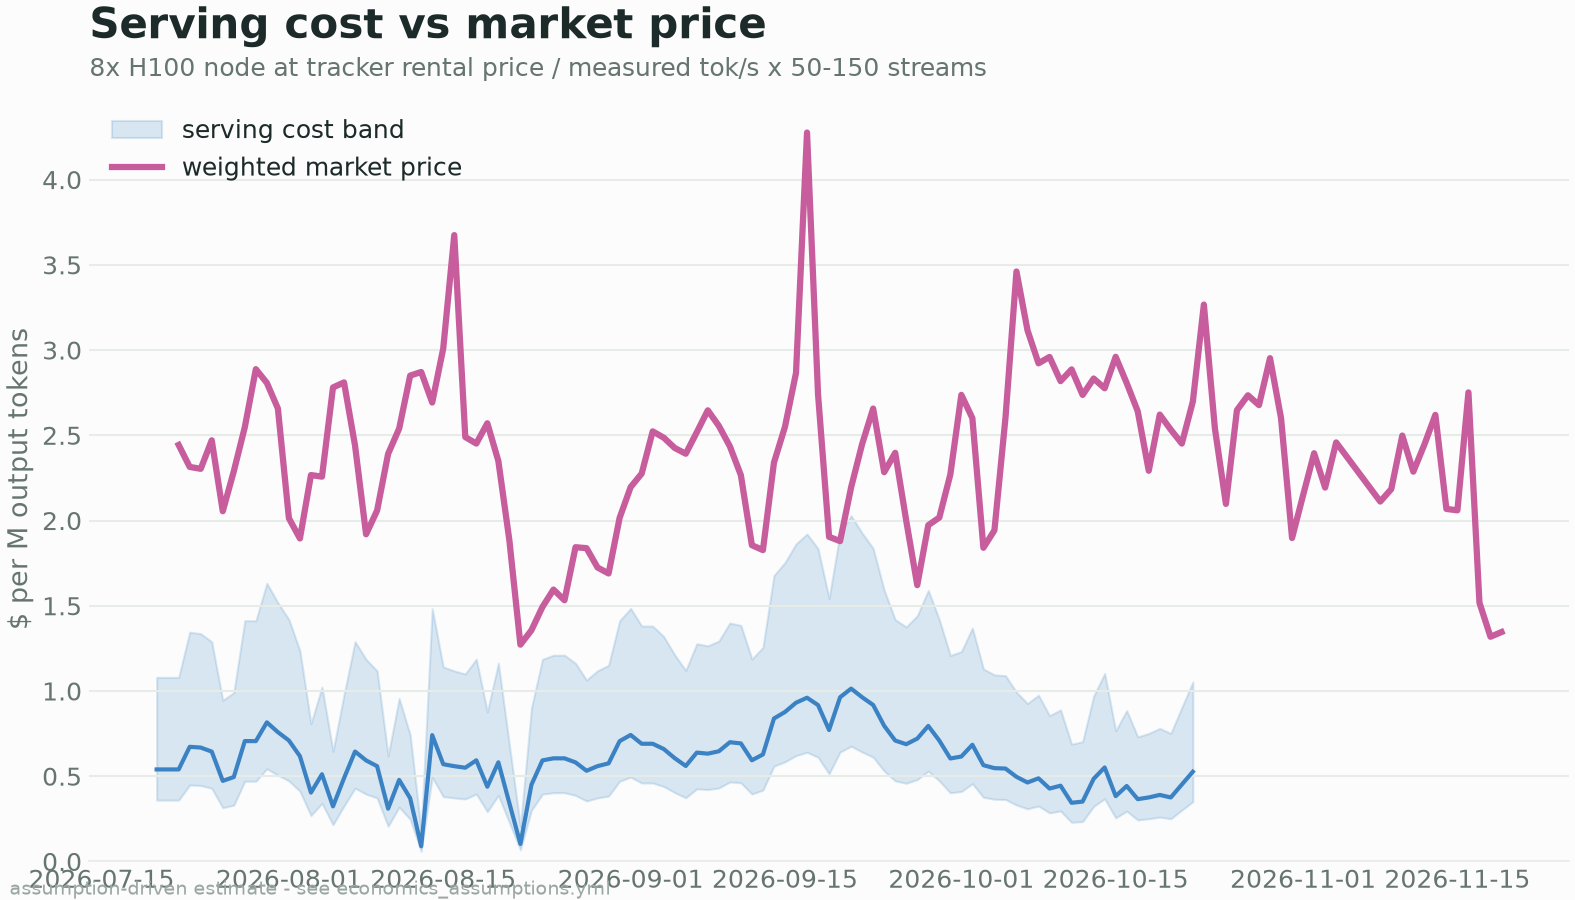 Serving cost vs market price
8x H100 node at tracker rental price / measured tok/s x 50-150 streams
serving cost band
weighted market price
$ per M output tokens
4.0
3.5
3.0
2.5
2.0
1.5
1.0
0.5
0.0
2026-07-15 2026-08-01 2026-08-15 2026-09-01 2026-09-15 2026-10-01 2026-10-15 2026-11-01 2026-11-15
assumption-driven estimate - see economics_assumptions.yml